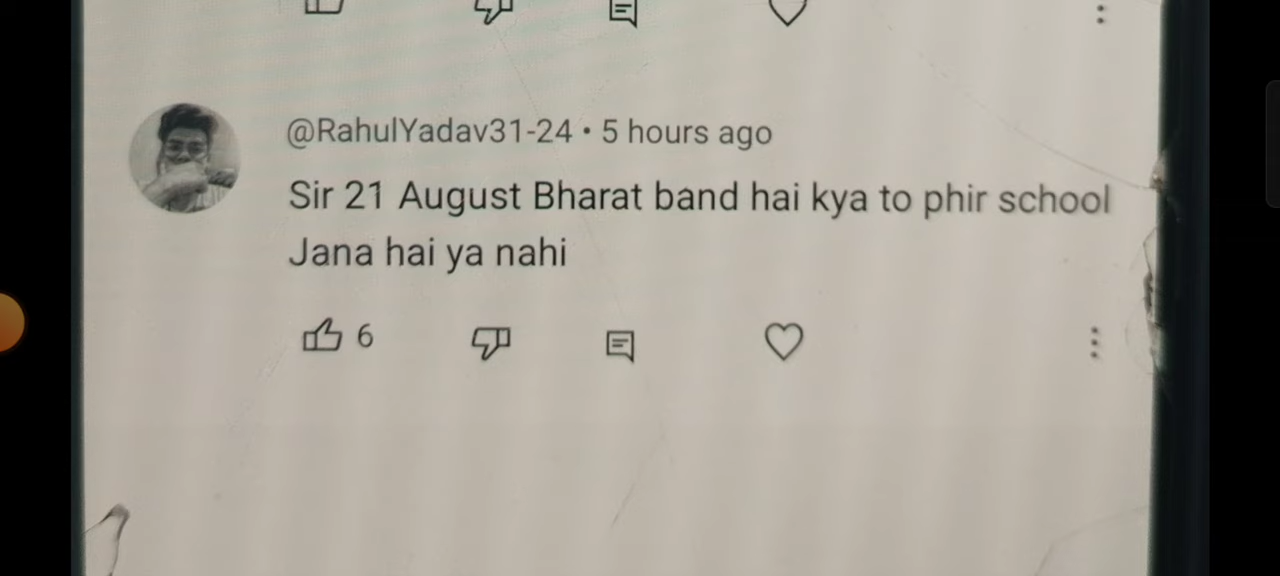 @RahulYadav31-24 • 5 hours ago
Sir 21 August Bharat band hai kya to phir school
Jana hai ya nahi
6